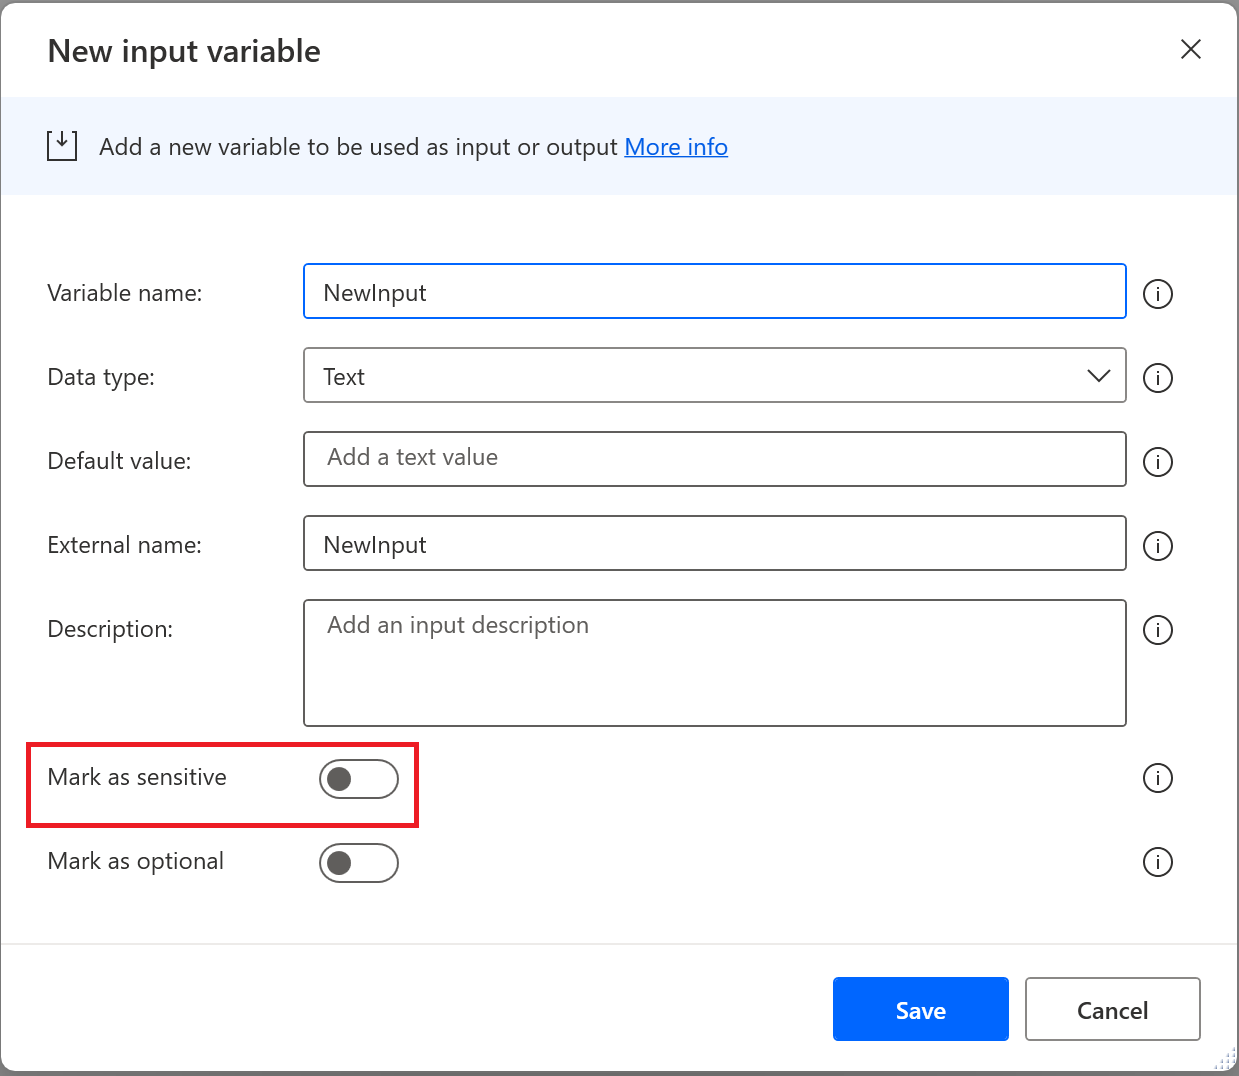 New input variable
Add a new variable to be used as input or output More info
Variable name:
NewInput
Data type:
Text
Default value:
Add a text value
External name:
NewInput
Description:
Add an input description
Mark as sensitive
Mark as optional
Save
Cancel